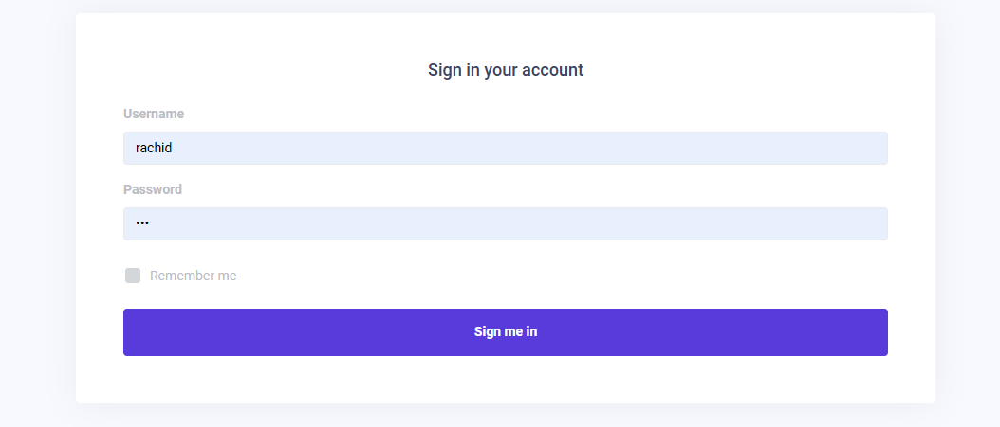 Sign in your account
Username
rachid
Password
•••
Remember me
Sign me in